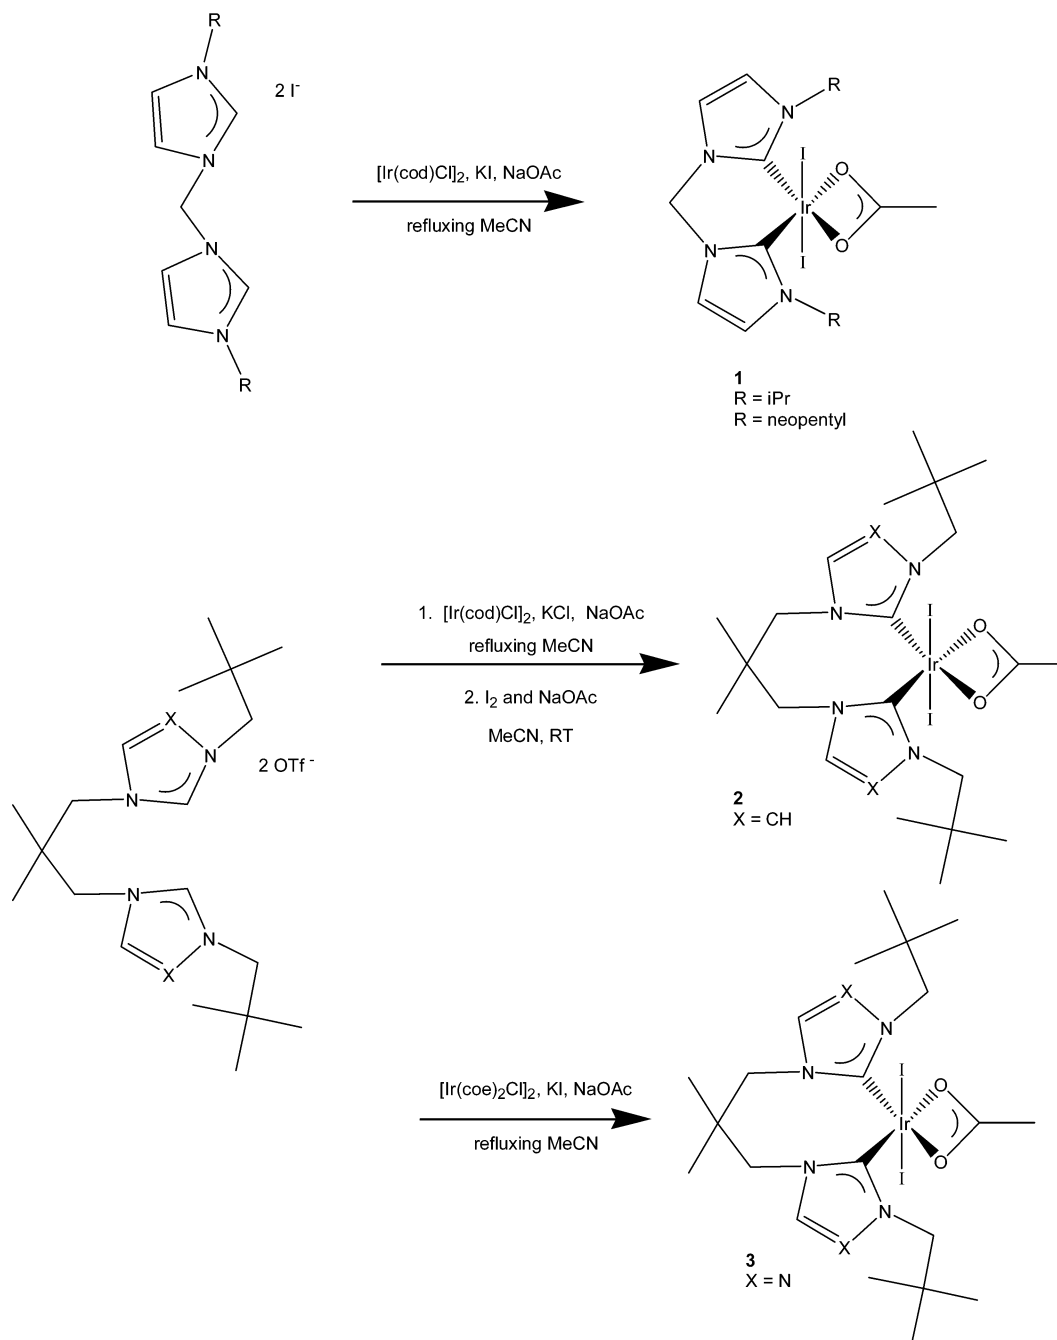 R
N
2 I-
N
N
N
R
[Ir(cod)Cl]2, KI, NaOAc
refluxing MeCN
R
N
N
I
O
Ir
O
I
N
N
R
1
R = iPr
R = neopentyl
X
N
N
2 OTf -
N
N
X
1. [Ir(cod)Cl]2, KCl, NaOAc
refluxing MeCN
2. I2 and NaOAc
MeCN, RT
X
N
N
I
O
Ir
O
I
N
N
X
2
X = CH
[Ir(coe)2Cl]2, KI, NaOAc
refluxing MeCN
X
N
N
I
O
Ir
O
I
N
N
X
3
X = N